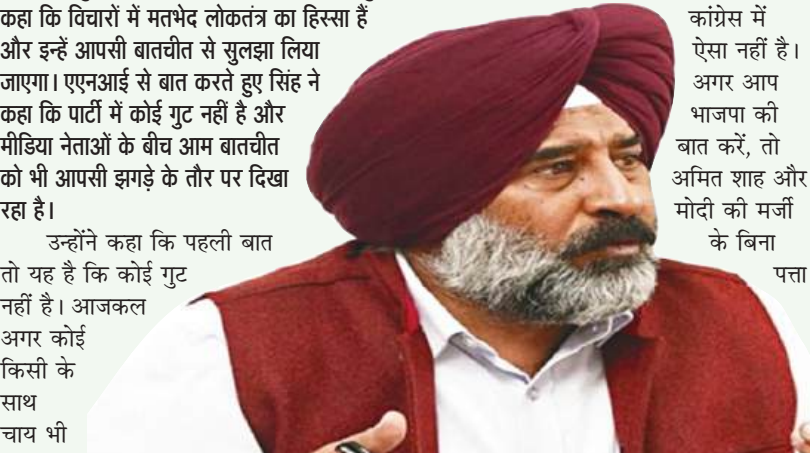 कहा कि विचारों में मतभेद लोकतंत्र का हिस्सा हैं
और इन्हें आपसी बातचीत से सुलझा लिया
जाएगा। एएनआई से बात करते हुए सिंह ने
कहा कि पार्टी में कोई गुट नहीं है और
मीडिया नेताओं के बीच आम बातचीत
को भी आपसी झगड़े के तौर पर दिखा
रहा है।
उन्होंने कहा कि पहली बात
तो यह है कि कोई गुट
नहीं है। आजकल
अगर कोई
किसी के
साथ
चाय भी
कांग्रेस में
ऐसा नहीं है।
अगर आप
भाजपा की
बात करें, तो
अमित शाह और
मोदी की मर्जी
के बिना
पत्ता